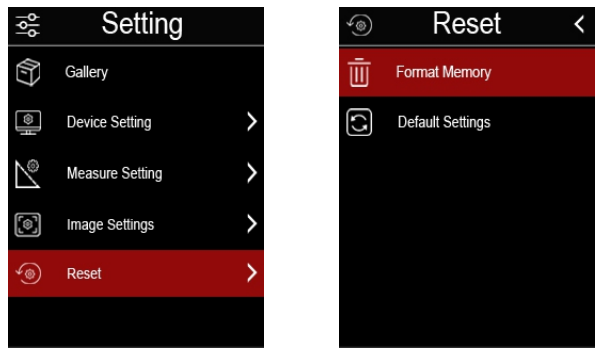 Setting
Gallery
Device Setting
Measure Setting
Image Settings
Reset
Reset
Format Memory
Default Settings